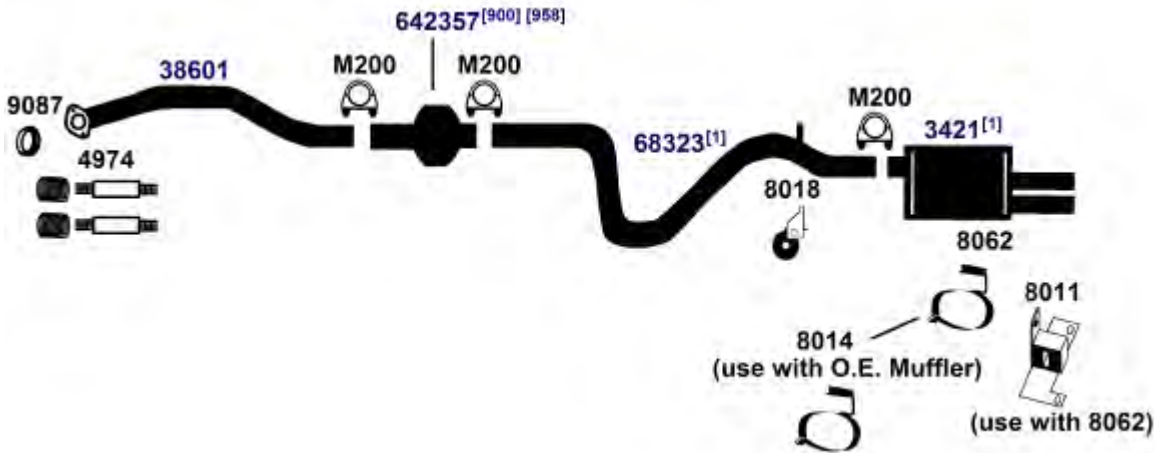 642357[900] [958]
38601
M200
M200
9087
M200
68323[1]
3421[1]
4974
8018
8062
8011
8014
(use with O.E. Muffler)
(use with 8062)